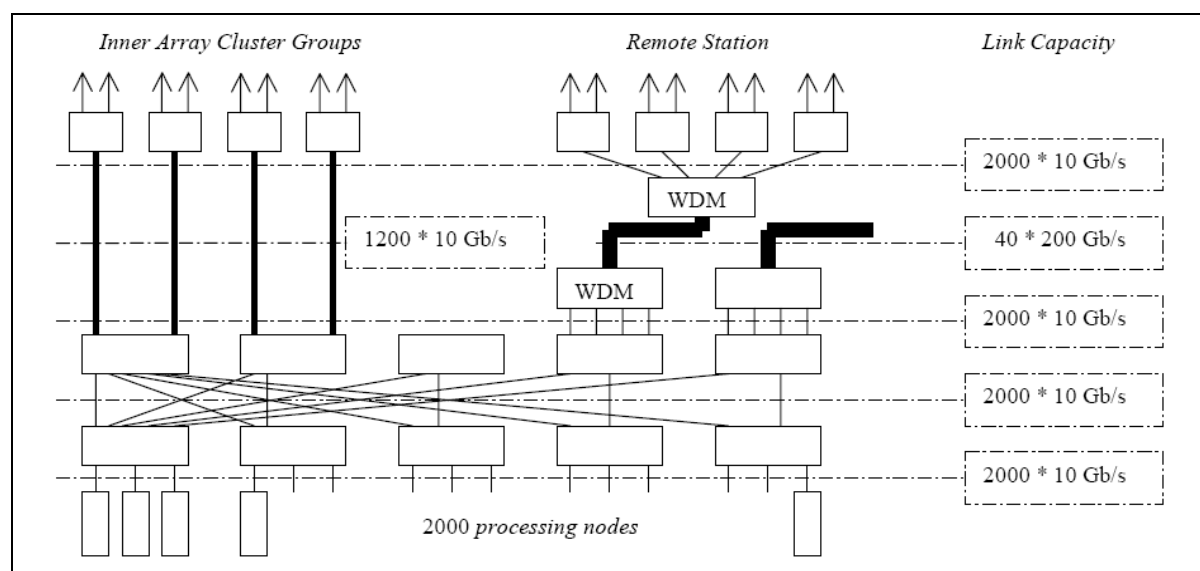 Inner Array Cluster Groups
Remote Station
Link Capacity
2000 * 10 Gb/s
WDM
1200 * 10 Gb/s
40 * 200 Gb/s
WDM
2000 * 10 Gb/s
2000 * 10 Gb/s
2000 * 10 Gb/s
2000 processing nodes